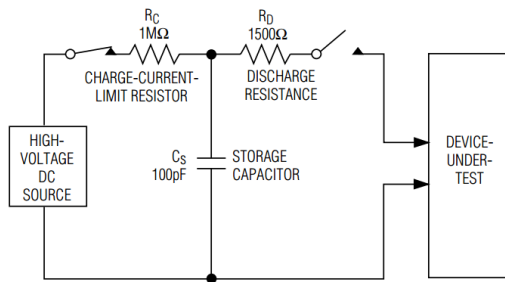 RC
1MΩ
CHARGE-CURRENT-
LIMIT RESISTOR
RD
1500Ω
DISCHARGE
RESISTANCE
HIGH-
VOLTAGE
DC
SOURCE
CS
100pF
STORAGE
CAPACITOR
DEVICE-
UNDER-
TEST